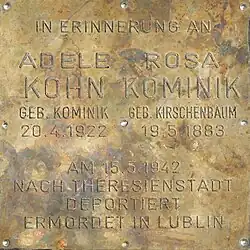 IN ERINNERUNG AN
ADELE ROSA
KOHN KOMINIK
GEB. KOMINIK GEB. KIRSCHENBAUM
20.4.1922 19.5.1883
AM 15.5.1942
NACH THERESIENSTADT
DEPORTIERT
ERMORDET IN LUBLIN